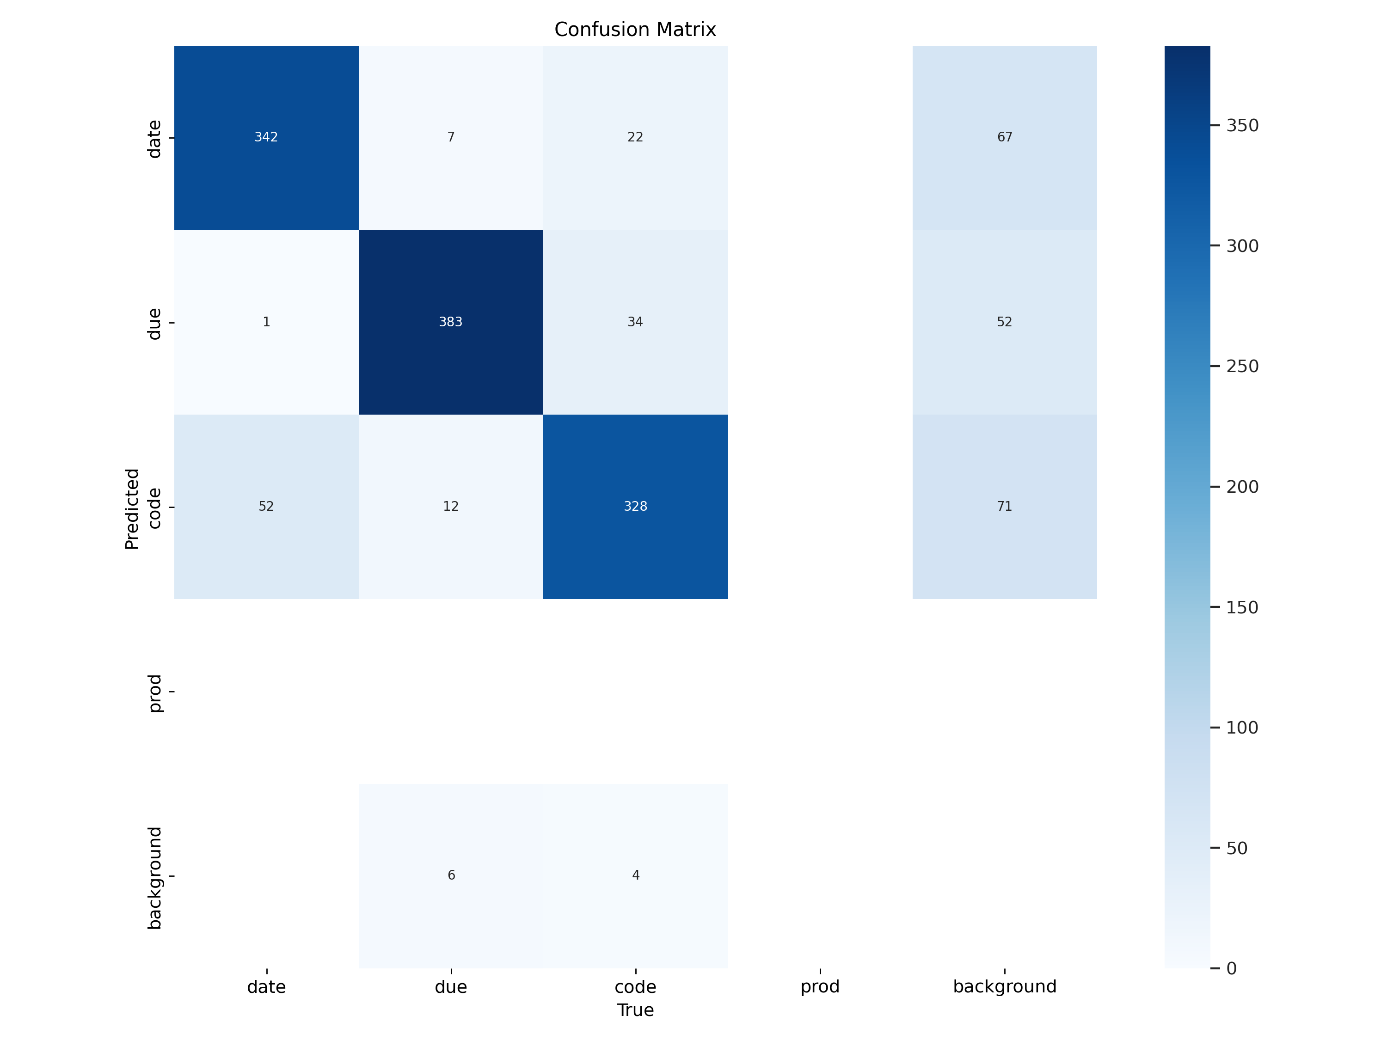 Confusion Matrix
date 342 7 22 67
due 1 383 34 52
code 52 12 328 71
prod
background 6 4
Predicted
date due code prod background
True
350
300
250
200
150
100
50
0